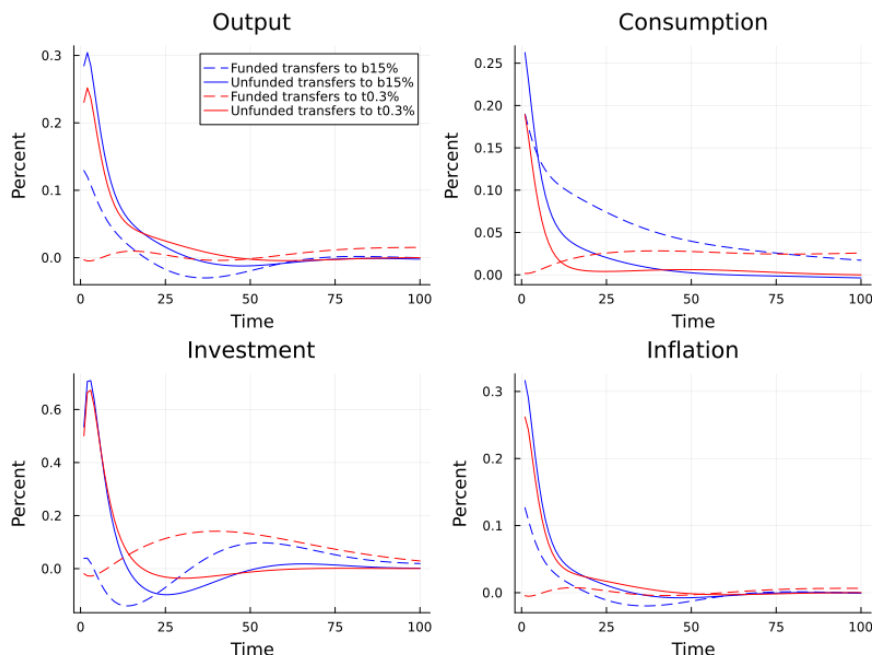 Output
Percent
0.3
0.2
0.1
0.0
Funded transfers to b15%
Unfunded transfers to b15%
Funded transfers to t0.3%
Unfunded transfers to t0.3%
0 25 50 75 100
Time
Consumption
Percent
0.25
0.20
0.15
0.10
0.05
0.00
0 25 50 75 100
Time
Investment
Percent
0.6
0.4
0.2
0.0
0 25 50 75 100
Time
Inflation
Percent
0.3
0.2
0.1
0.0
0 25 50 75 100
Time